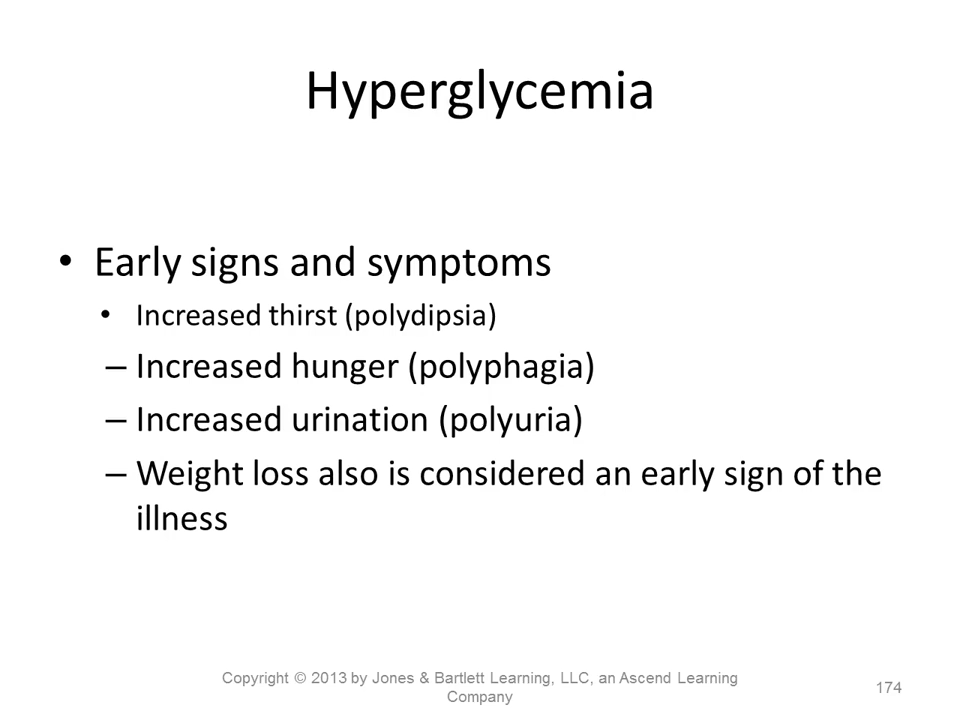 Hyperglycemia
• Early signs and symptoms
• Increased thirst (polydipsia)
– Increased hunger (polyphagia)
– Increased urination (polyuria)
– Weight loss also is considered an early sign of the
illness
Copyright © 2013 by Jones & Bartlett Learning, LLC, an Ascend Learning
Company
174